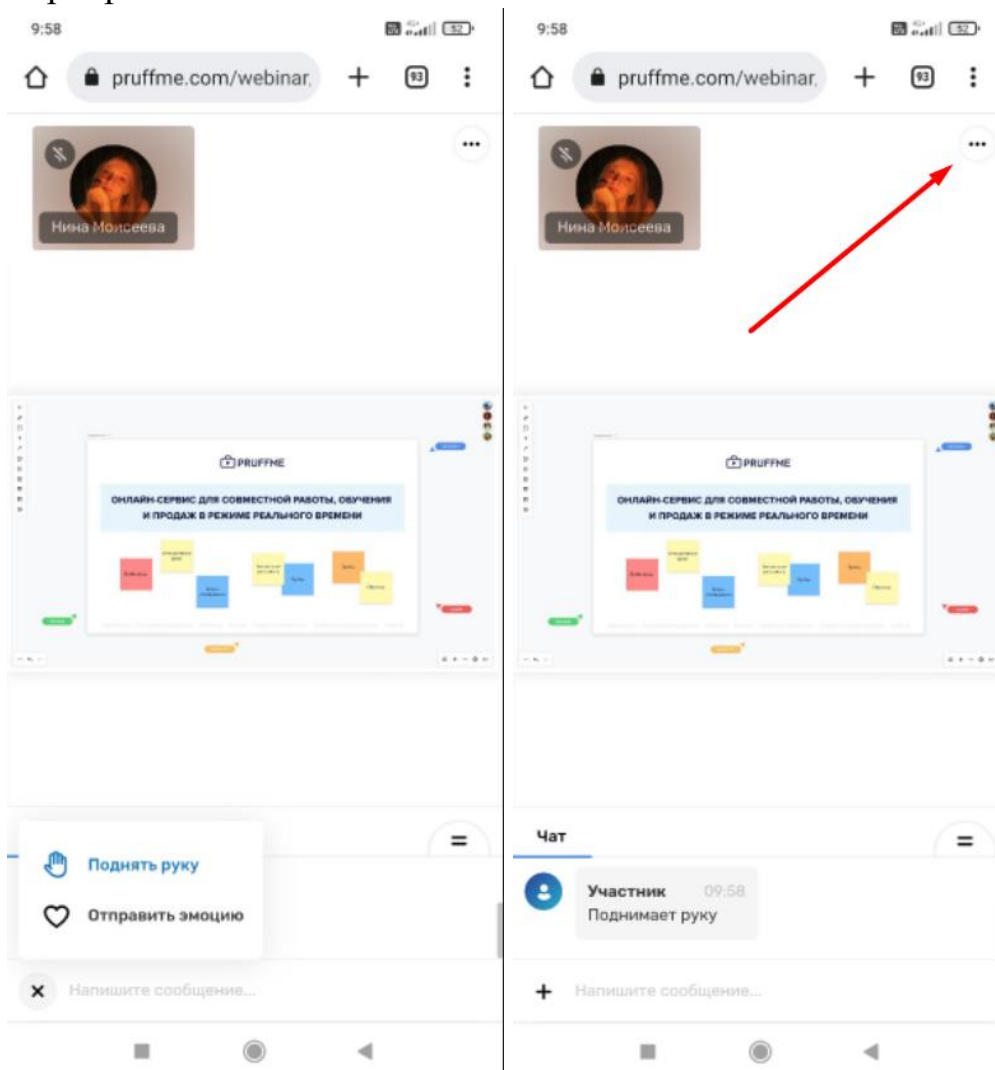 9:58
52
pruffme.com/webinar,
93
Нина Моисеева
PRUFFME
ОНЛАЙН-СЕРВИС ДЛЯ СОВМЕСТНОЙ РАБОТЫ, ОБУЧЕНИЯ
И ПРОДАЖ В РЕЖИМЕ РЕАЛЬНОГО ВРЕМЕНИ
Поднять руку
Отправить эмоцию
Напишите сообщение...
9:58
52
pruffme.com/webinar,
93
Нина Моисеева
PRUFFME
ОНЛАЙН-СЕРВИС ДЛЯ СОВМЕСТНОЙ РАБОТЫ, ОБУЧЕНИЯ
И ПРОДАЖ В РЕЖИМЕ РЕАЛЬНОГО ВРЕМЕНИ
Чат
Участник 09:58
Поднимает руку
Напишите сообщение...